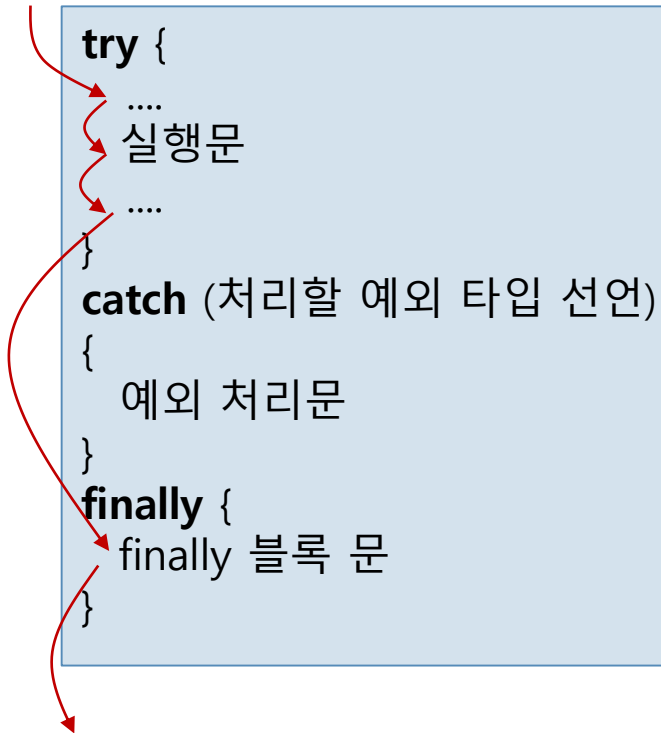 try {
....
실행문
....
}
catch (처리할 예외 타입 선언)
{
예외 처리문
}
finally {
finally 블록 문
}